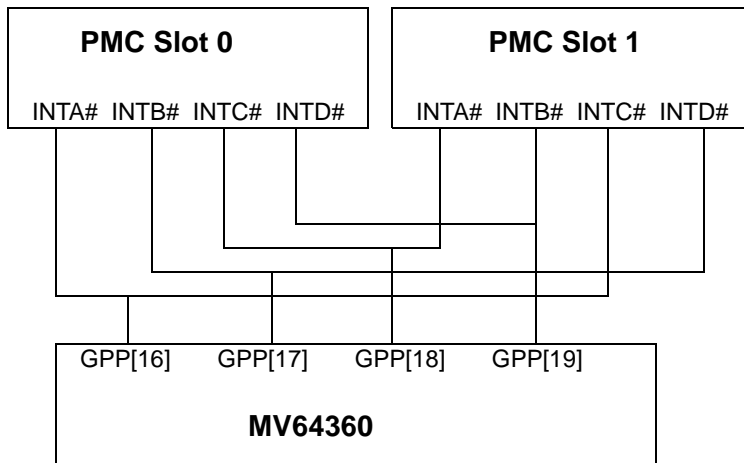 PMC Slot 0 PMC Slot 1
INTA# INTB# INTC# INTD# INTA# INTB# INTC# INTD#
GPP[16] GPP[17] GPP[18] GPP[19]
MV64360